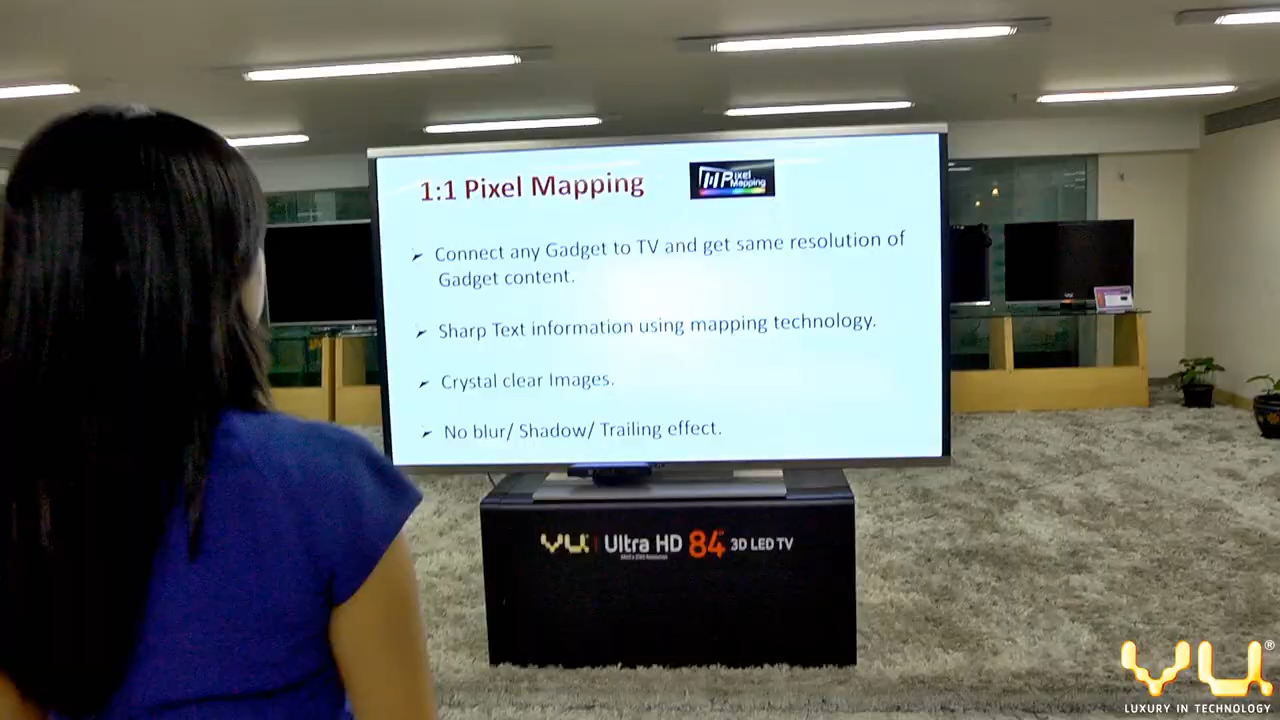 1:1 Pixel Mapping
Pixel
Mapping
➢ Connect any Gadget to TV and get same resolution of
Gadget content.
➢ Sharp Text information using mapping technology.
➢ Crystal clear Images.
➢ No blur/ Shadow/ Trailing effect.
VU Ultra HD 84" 3D LED TV
VU®
LUXURY IN TECHNOLOGY